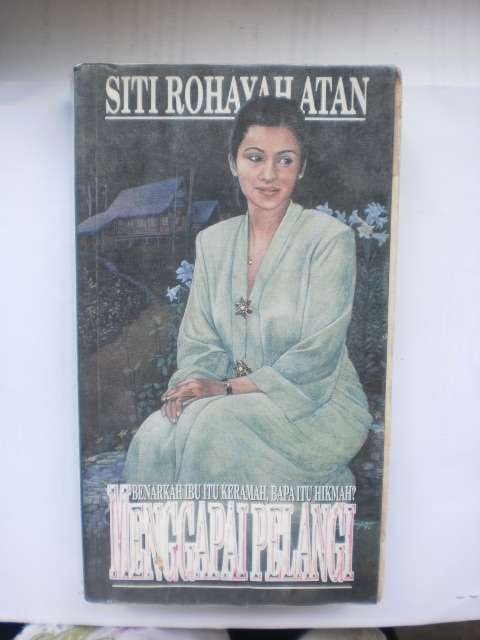 SITI ROHAYAH ATAN
BENARKAH IBU ITU KERAMAH, BAPA ITU HIKMAH?
MENGGAPAI PELANGI